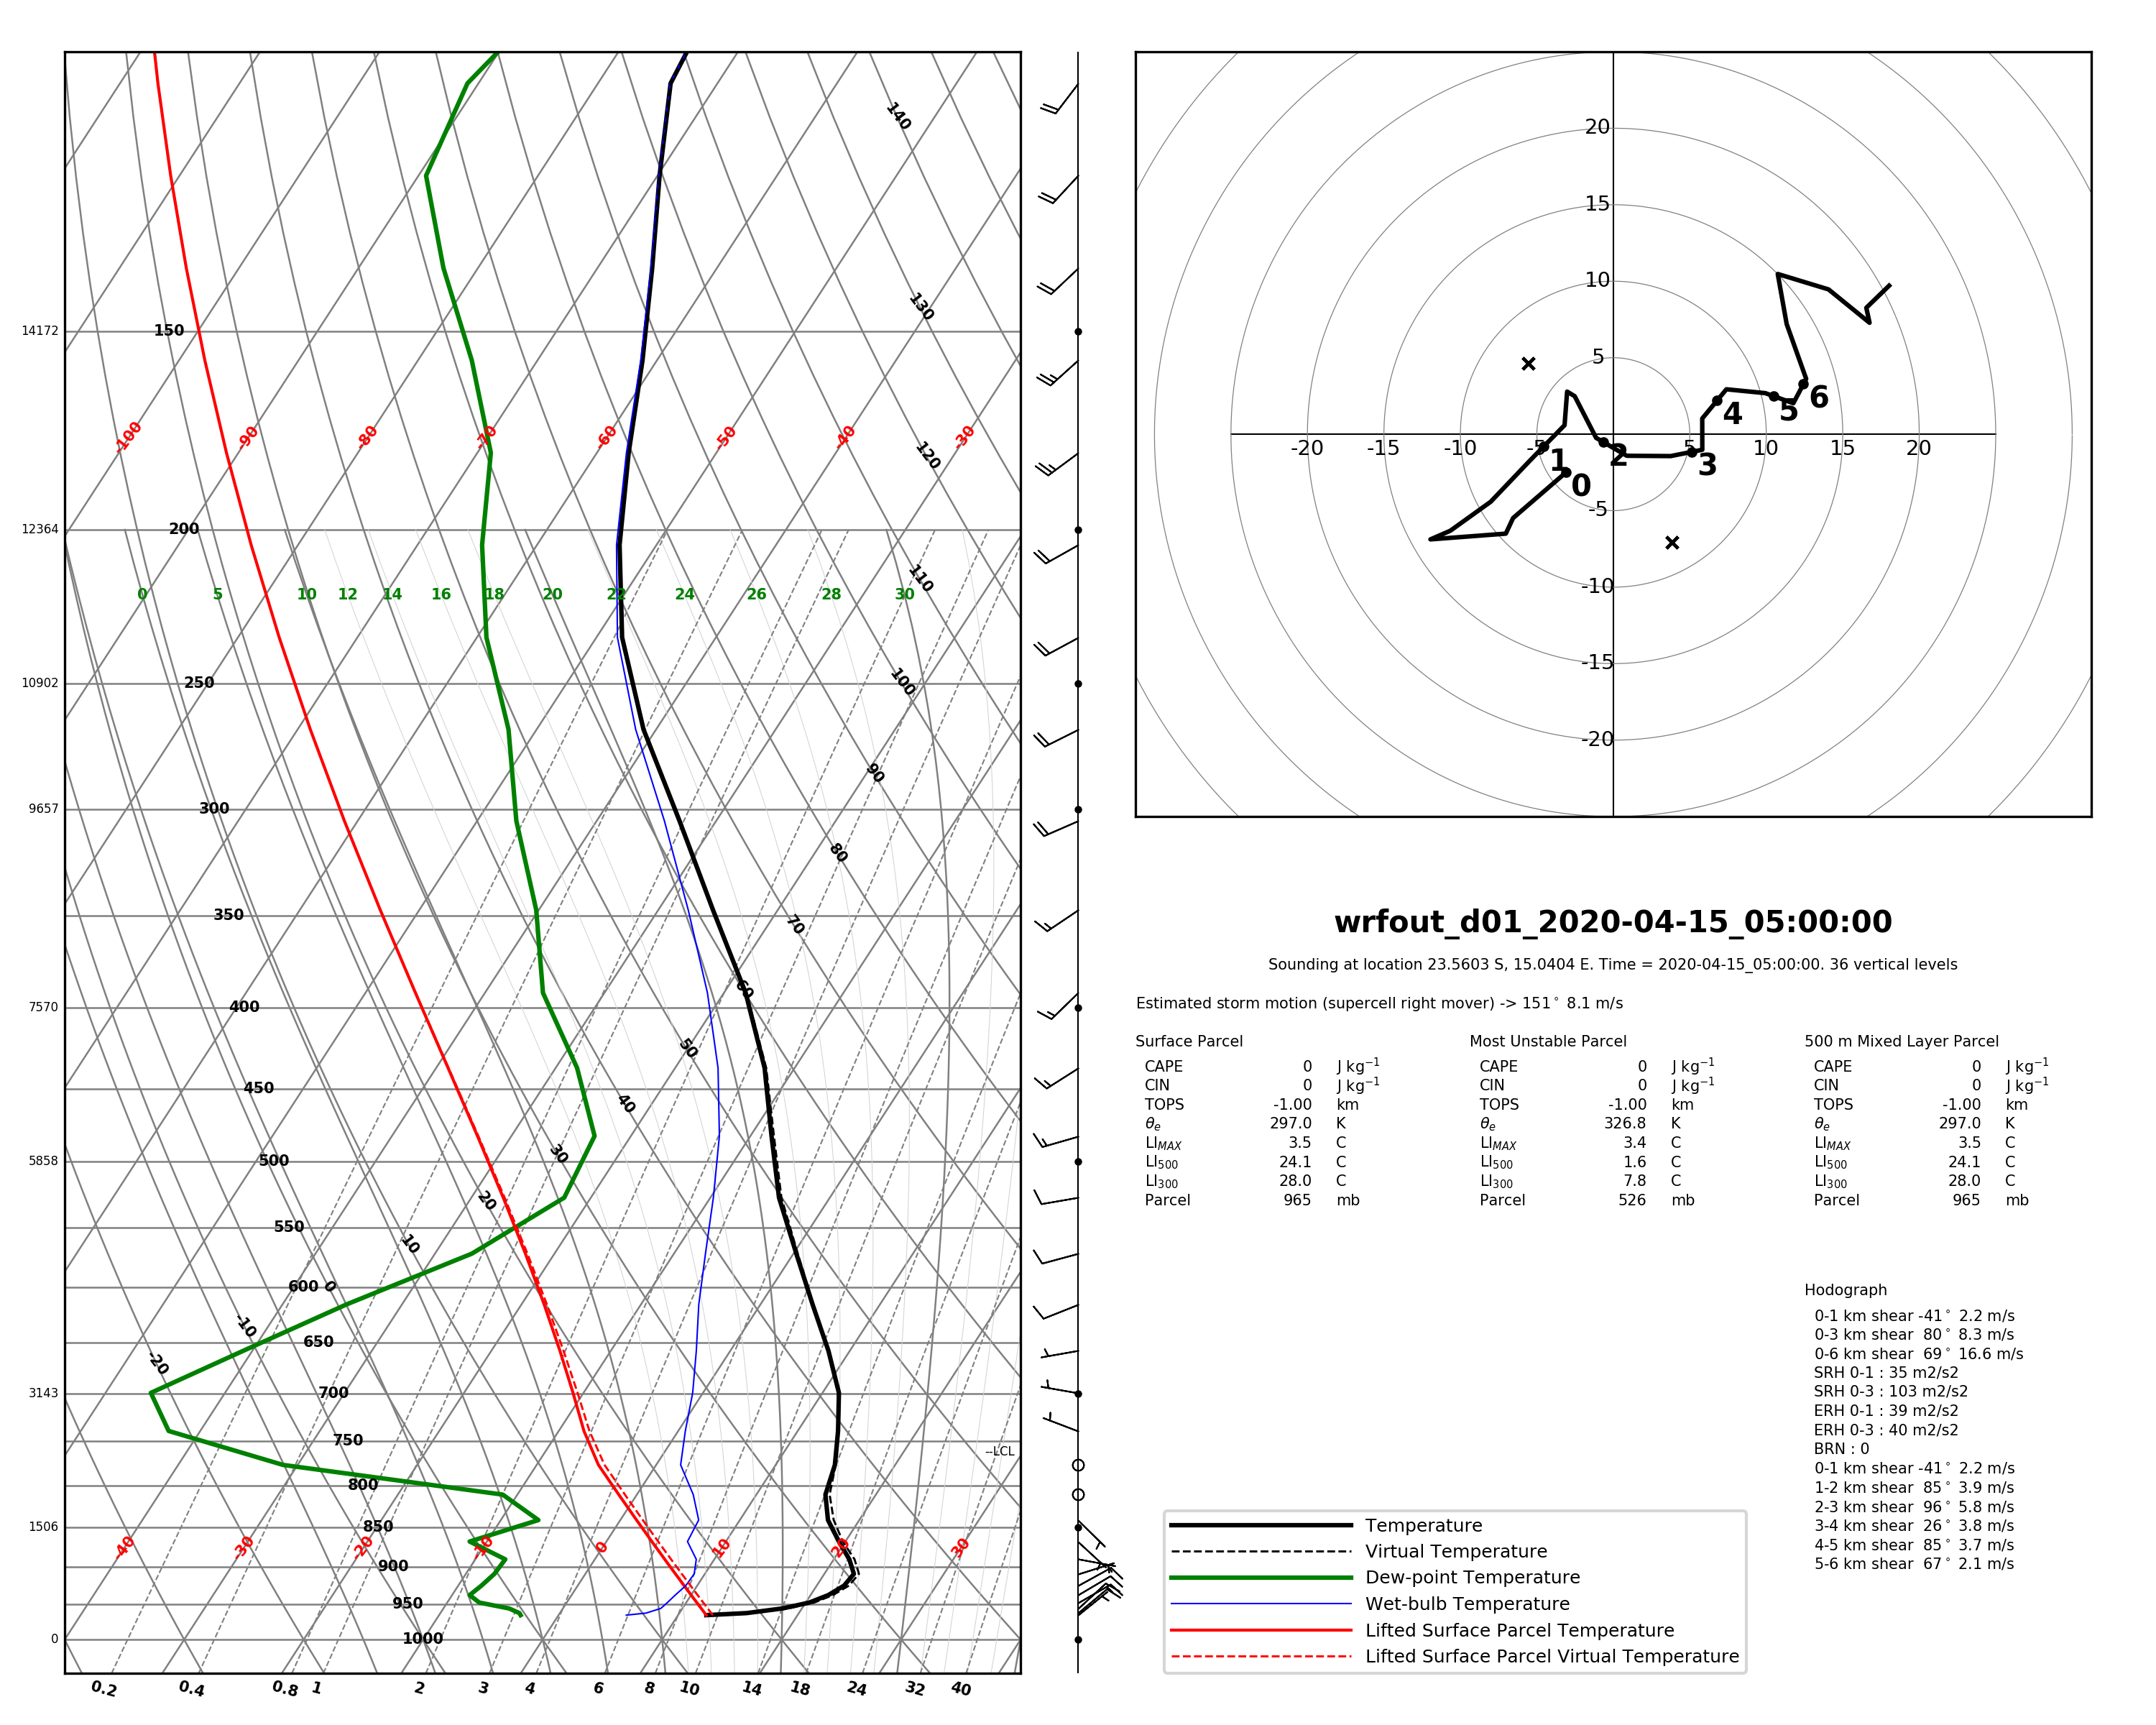 140
130
120
110
100
90
80
70
60
50
40
30
20
10
0
-10
-20
14172 150
-100 -90 -80 -70 -60 -50 -40 -30
12364 200
0 5 10 12 14 16 18 20 22 24 26 28 30
10902 250
9657 300
350
7570 400
450
5858 500
550
600
650
3143 700
750
--LCL
800
1506 850
-40 -30 -20 -10 0 10 20 30
900
950
0 1000
0.2 0.4 0.8 1 2 3 4 6 8 10 14 18 24 32 40
20
15
10
5
-20 -15 -10 -5 5 10 15 20
-5
-10
-15
-20
0 1 2 3 4 5 6
wrfout_d01_2020-04-15_05:00:00
Sounding at location 23.5603 S, 15.0404 E. Time = 2020-04-15_05:00:00. 36 vertical levels
Estimated storm motion (supercell right mover) -> 151° 8.1 m/s
Surface Parcel Most Unstable Parcel 500 m Mixed Layer Parcel
CAPE 0 J kg⁻¹ CAPE 0 J kg⁻¹ CAPE 0 J kg⁻¹
CIN 0 J kg⁻¹ CIN 0 J kg⁻¹ CIN 0 J kg⁻¹
TOPS -1.00 km TOPS -1.00 km TOPS -1.00 km
θe 297.0 K θe 326.8 K θe 297.0 K
LIMAX 3.5 C LIMAX 3.4 C LIMAX 3.5 C
LI500 24.1 C LI500 1.6 C LI500 24.1 C
LI300 28.0 C LI300 7.8 C LI300 28.0 C
Parcel 965 mb Parcel 526 mb Parcel 965 mb
Hodograph
0-1 km shear -41° 2.2 m/s
0-3 km shear 80° 8.3 m/s
0-6 km shear 69° 16.6 m/s
SRH 0-1 : 35 m2/s2
SRH 0-3 : 103 m2/s2
ERH 0-1 : 39 m2/s2
ERH 0-3 : 40 m2/s2
BRN : 0
0-1 km shear -41° 2.2 m/s
1-2 km shear 85° 3.9 m/s
2-3 km shear 96° 5.8 m/s
3-4 km shear 26° 3.8 m/s
4-5 km shear 85° 3.7 m/s
5-6 km shear 67° 2.1 m/s
Temperature
Virtual Temperature
Dew-point Temperature
Wet-bulb Temperature
Lifted Surface Parcel Temperature
Lifted Surface Parcel Virtual Temperature